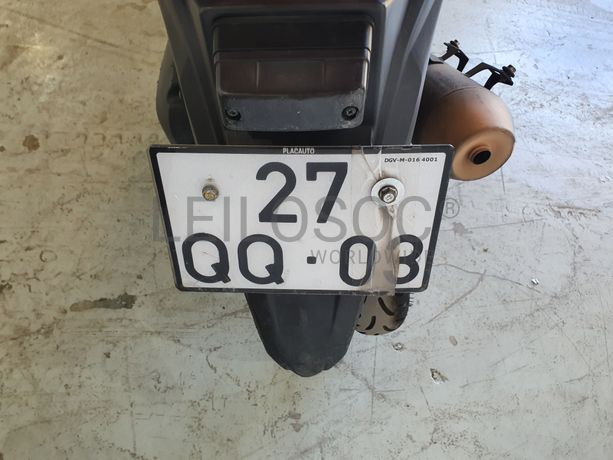 PLACAUTO
DGV-M-016 4001
27
LEILOSOC®
WORLDWIDE
QQ·03